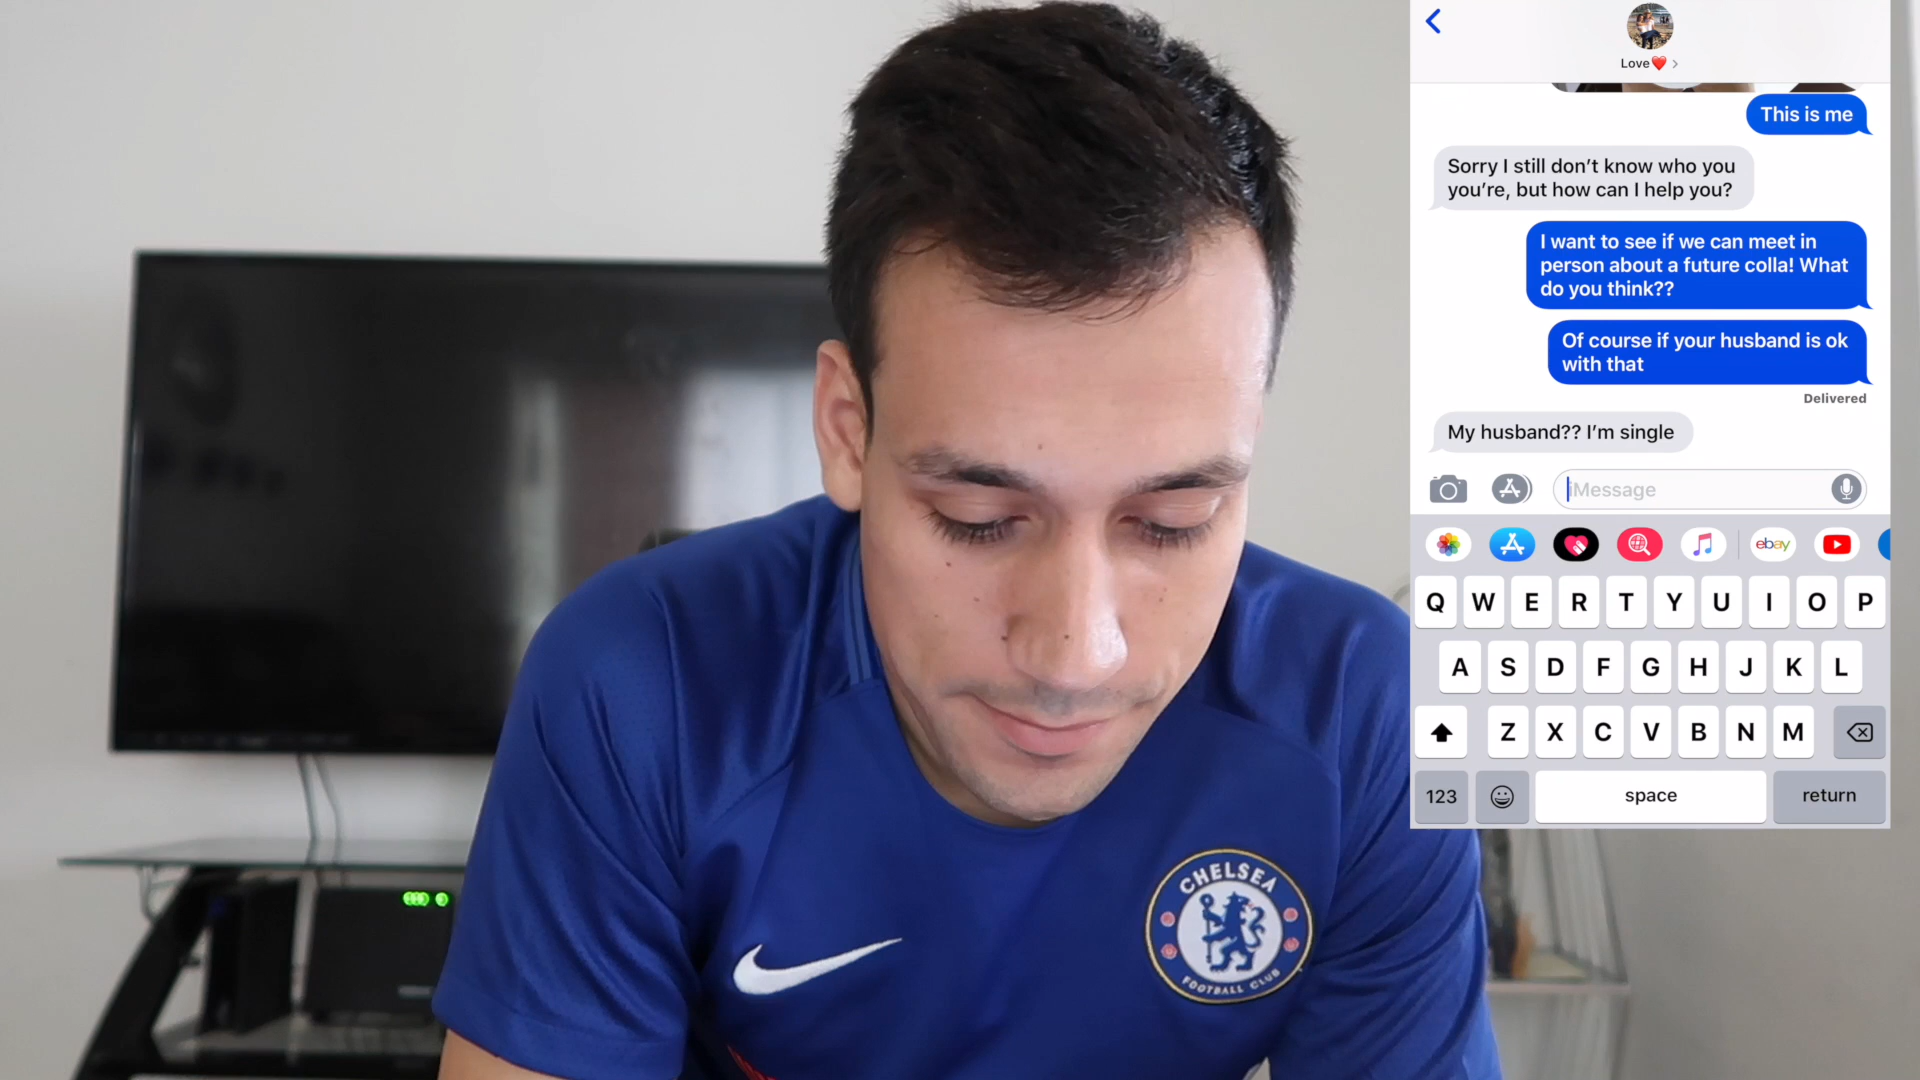 Love❤️ >
This is me
Sorry I still don't know who you
you're, but how can I help you?
I want to see if we can meet in
person about a future colla! What
do you think??
Of course if your husband is ok
with that
Delivered
My husband?? I'm single
iMessage
ebay
Q W E R T Y U I O P
A S D F G H J K L
Z X C V B N M
123 space return
CHELSEA
FOOTBALL CLUB